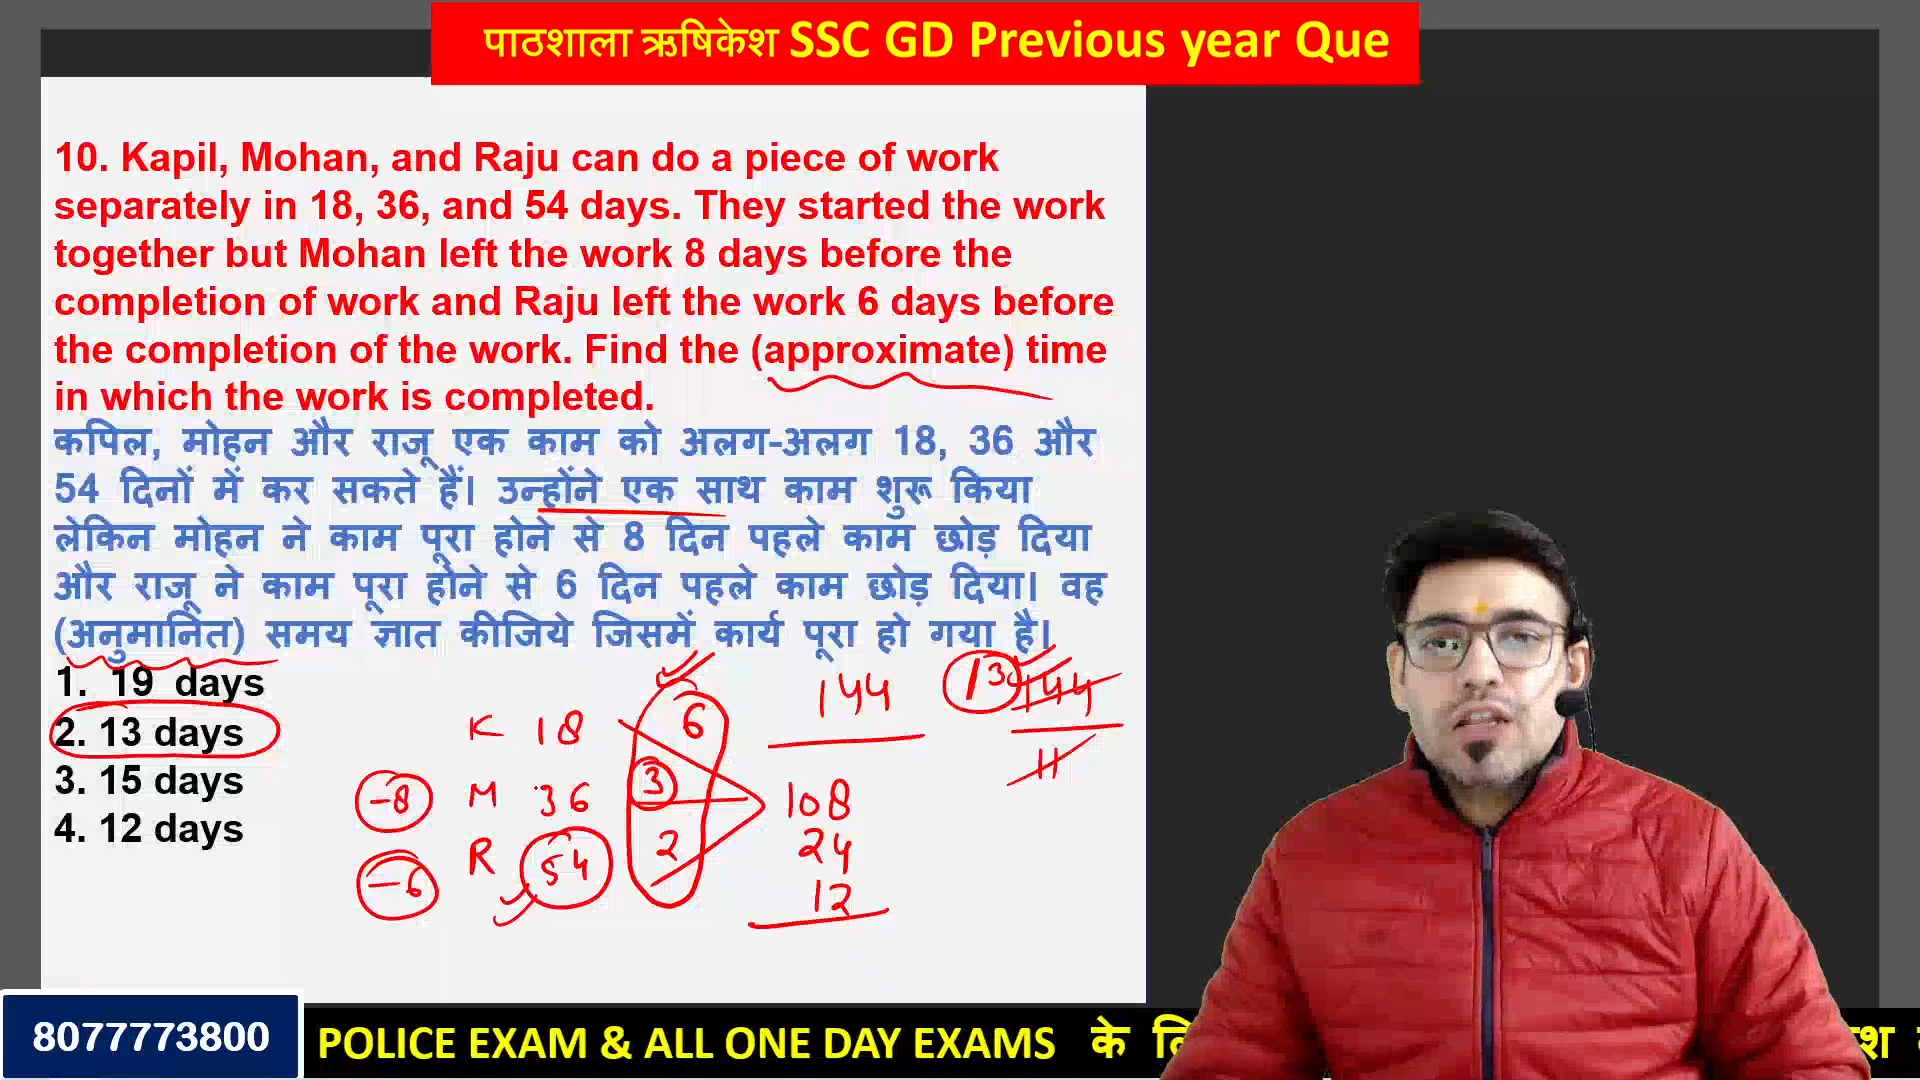 पाठशाला ऋषिकेश SSC GD Previous year Que
10. Kapil, Mohan, and Raju can do a piece of work
separately in 18, 36, and 54 days. They started the work
together but Mohan left the work 8 days before the
completion of work and Raju left the work 6 days before
the completion of the work. Find the (approximate) time
in which the work is completed.
कपिल, मोहन और राजू एक काम को अलग-अलग 18, 36 और
54 दिनों में कर सकते हैं। उन्होंने एक साथ काम शुरू किया
लेकिन मोहन ने काम पूरा होने से 8 दिन पहले काम छोड़ दिया
और राजू ने काम पूरा होने से 6 दिन पहले काम छोड़ दिया। वह
(अनुमानित) समय ज्ञात कीजिये जिसमें कार्य पूरा हो गया है।
1. 19 days
2. 13 days
3. 15 days
4. 12 days
K 18 6
-8 M 36 3
-6 R 54 2
144
108
24
12
13 144
11
8077773800 POLICE EXAM & ALL ONE DAY EXAMS के